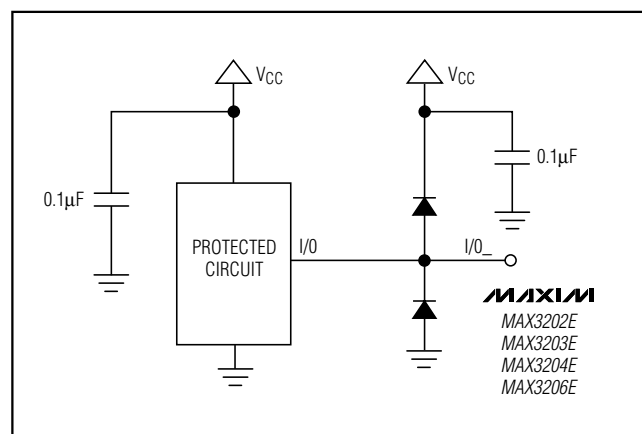 VCC
VCC
0.1μF
0.1μF
PROTECTED
CIRCUIT
I/0
I/0_
MAXIM
MAX3202E
MAX3203E
MAX3204E
MAX3206E